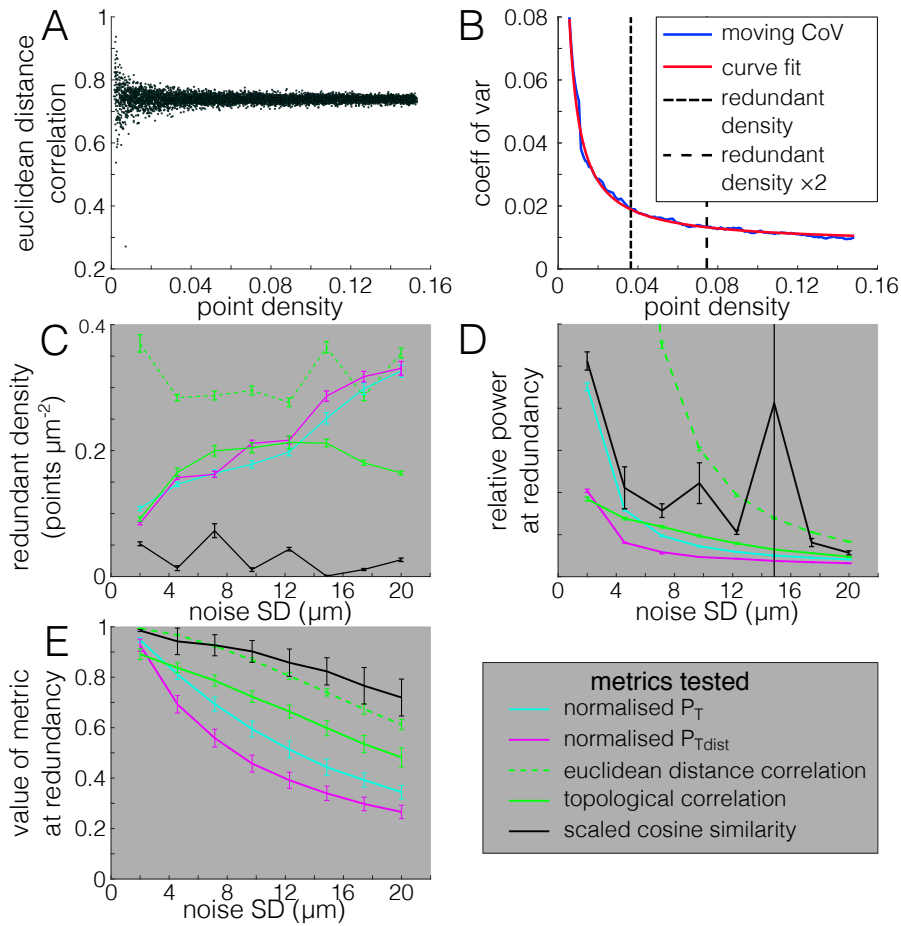 A
1
0.8
0.6
0.4
0.2
0
0.04
0.08
0.12
0.16
euclidean distance
correlation
point density
B
0.08
0.06
0.04
0.02
0
0
0.04
0.08
0.12
0.16
coeff of var
point density
moving CoV
curve fit
redundant
density
redundant
density ×2
C
0.4
0.2
0
0
4
8
12
16
20
redundant density
(points µm-2)
noise SD (µm)
D
relative power
at redundancy
0
4
8
12
16
20
noise SD (µm)
E
1
0.8
0.6
0.4
0.2
0
0
4
8
12
16
20
value of metric
at redundancy
noise SD (µm)
metrics tested
normalised PT
normalised PTdist
euclidean distance correlation
topological correlation
scaled cosine similarity